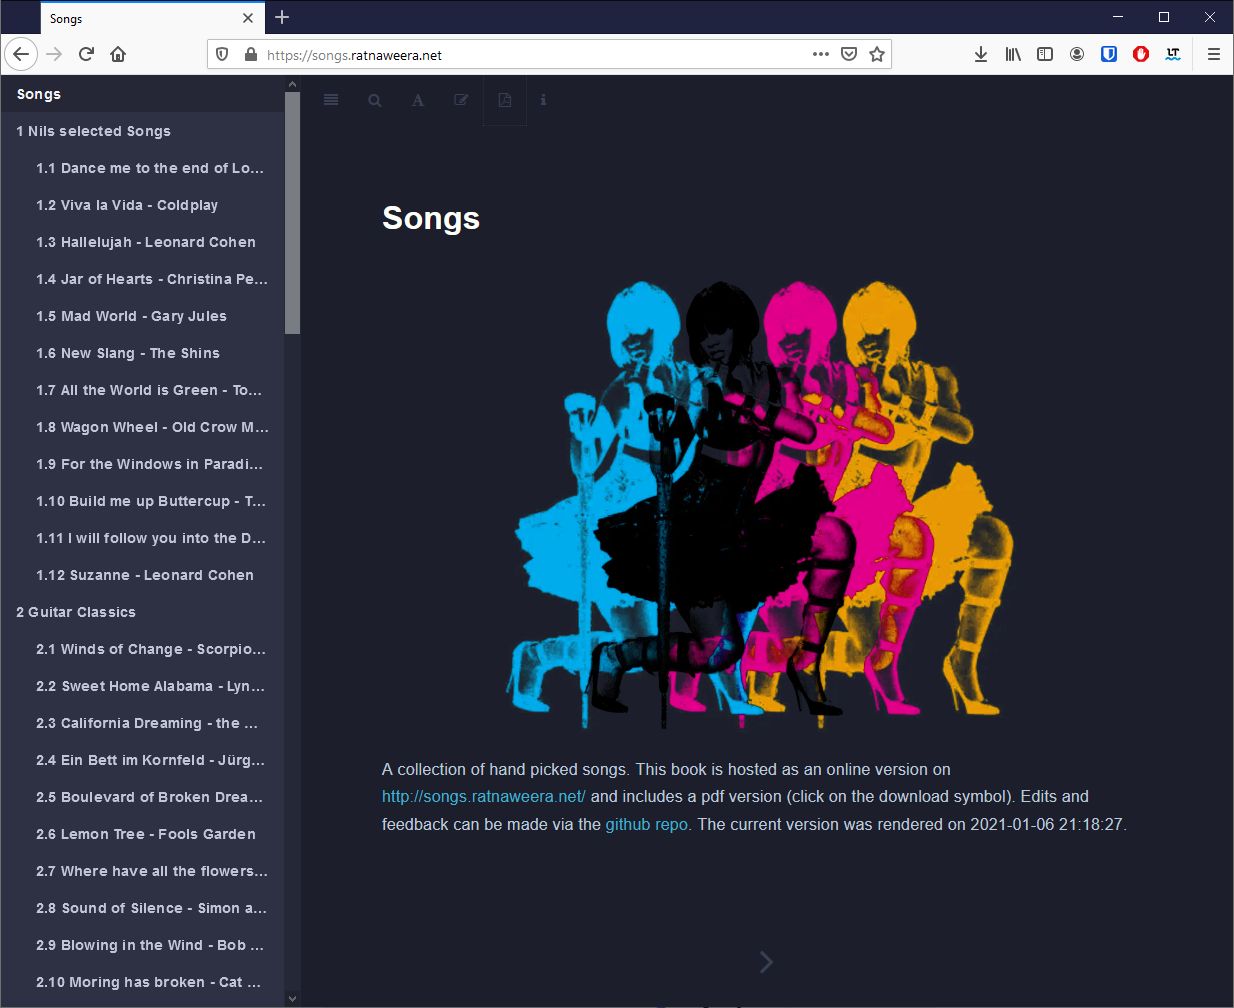 Songs
https://songs.ratnaweera.net
LT
Songs
1 Nils selected Songs
1.1 Dance me to the end of Lo...
1.2 Viva la Vida - Coldplay
1.3 Hallelujah - Leonard Cohen
1.4 Jar of Hearts - Christina Pe...
1.5 Mad World - Gary Jules
1.6 New Slang - The Shins
1.7 All the World is Green - To...
1.8 Wagon Wheel - Old Crow M...
1.9 For the Windows in Paradi...
1.10 Build me up Buttercup - T...
1.11 I will follow you into the D...
1.12 Suzanne - Leonard Cohen
2 Guitar Classics
2.1 Winds of Change - Scorpio...
2.2 Sweet Home Alabama - Lyn...
2.3 California Dreaming - the ...
2.4 Ein Bett im Kornfeld - Jürg...
2.5 Boulevard of Broken Drea...
2.6 Lemon Tree - Fools Garden
2.7 Where have all the flowers...
2.8 Sound of Silence - Simon a...
2.9 Blowing in the Wind - Bob ...
2.10 Moring has broken - Cat ...
Songs
A collection of hand picked songs. This book is hosted as an online version on
http://songs.ratnaweera.net/ and includes a pdf version (click on the download symbol). Edits and
feedback can be made via the github repo. The current version was rendered on 2021-01-06 21:18:27.